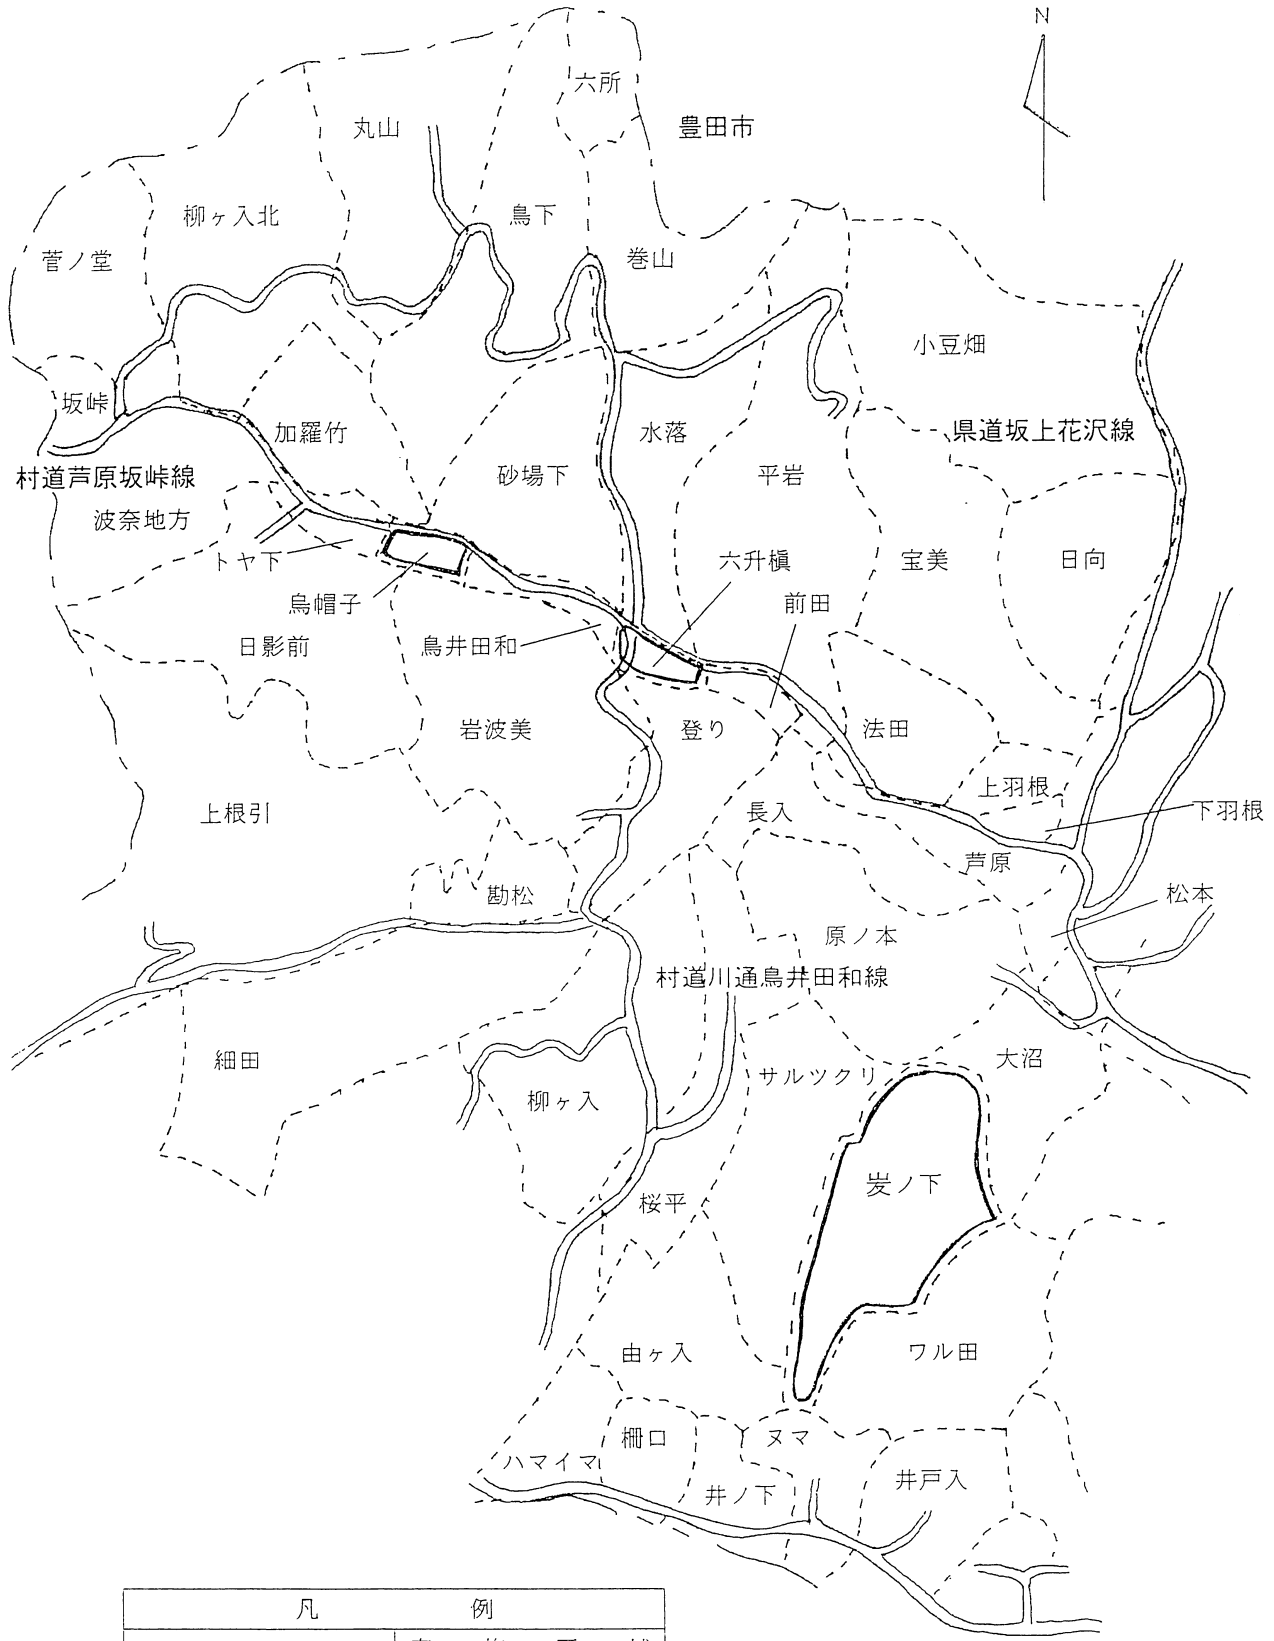 N
六所
丸山
豊田市
柳ヶ入北
鳥下
菅ノ堂
巻山
小豆畑
坂峠
加羅竹
水落
県道坂上花沢線
村道芦原坂峠線
砂場下
平岩
波奈地方
トヤ下
六升槇
宝美
日向
烏帽子
前田
日影前
鳥井田和
岩波美
登り
法田
上羽根
上根引
長入
下羽根
芦原
勘松
松本
原ノ本
村道川通鳥井田和線
細田
大沼
サルツクリ
柳ヶ入
桜平
岌ノ下
由ヶ入
ワル田
柵口
ヌマ
ハマイマ
井ノ下
井戸入
凡例